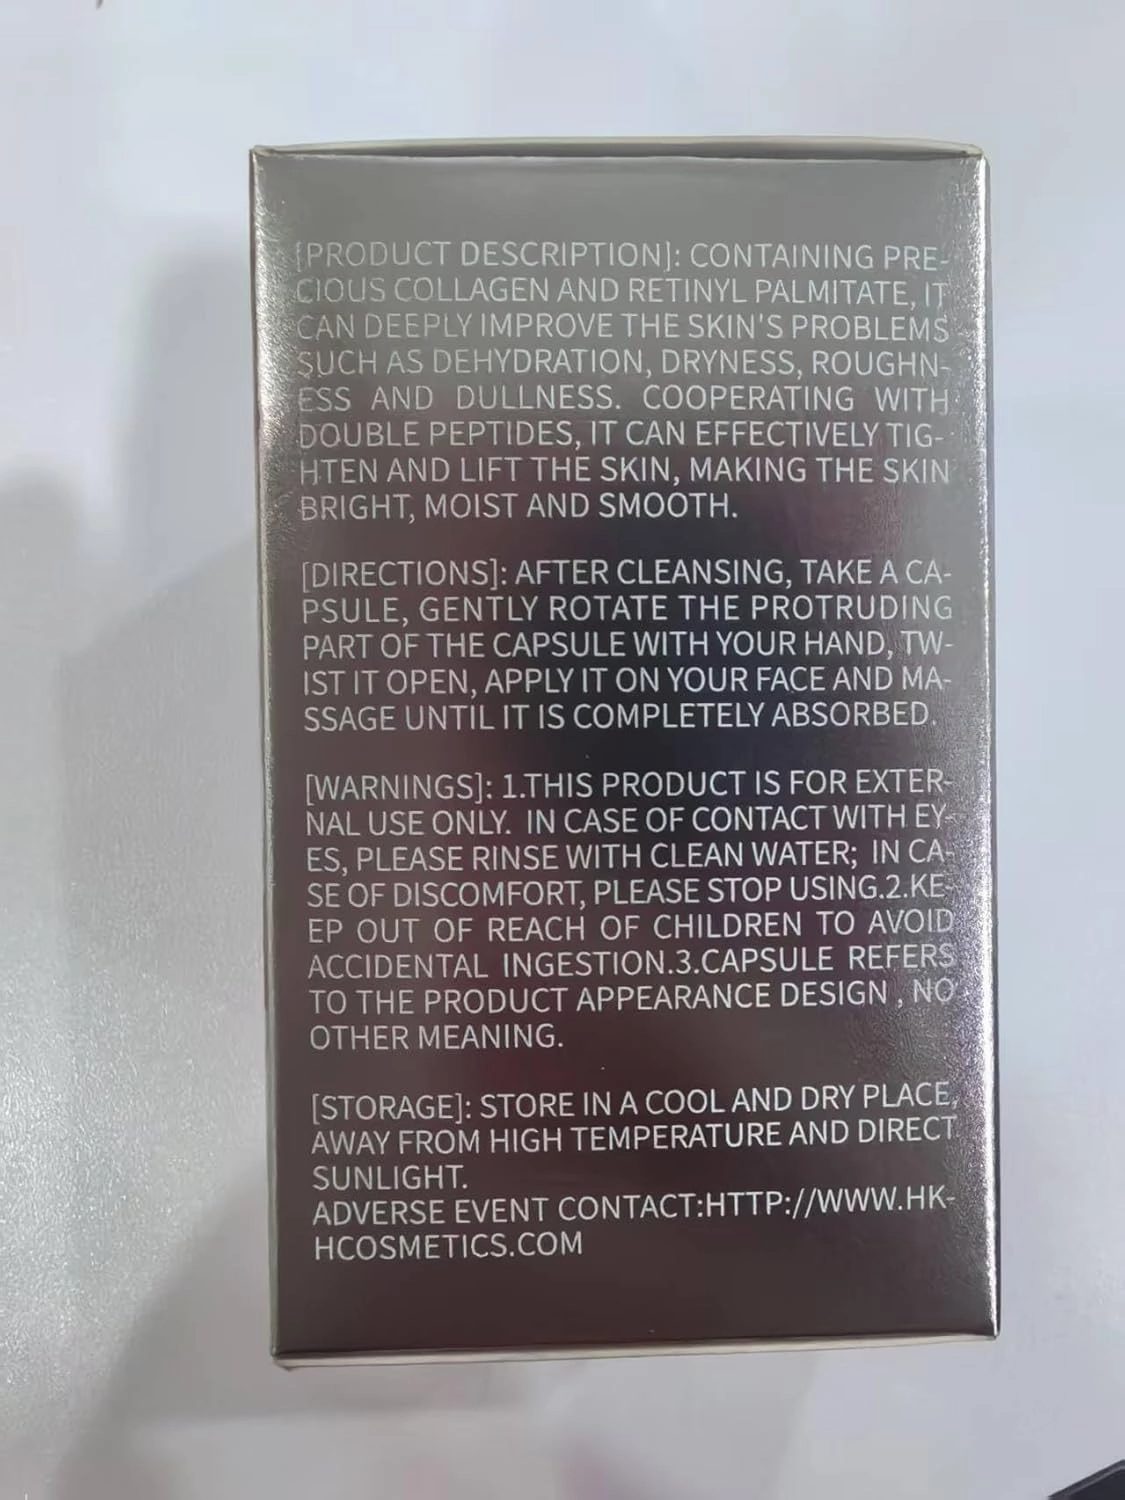 [PRODUCT DESCRIPTION]: CONTAINING PRE-
CIOUS COLLAGEN AND RETINYL PALMITATE, IT
CAN DEEPLY IMPROVE THE SKIN'S PROBLEMS
SUCH AS DEHYDRATION, DRYNESS, ROUGHN-
ESS AND DULLNESS. COOPERATING WITH
DOUBLE PEPTIDES, IT CAN EFFECTIVELY TIG-
HTEN AND LIFT THE SKIN, MAKING THE SKIN
BRIGHT, MOIST AND SMOOTH.
[DIRECTIONS]: AFTER CLEANSING, TAKE A CA-
PSULE, GENTLY ROTATE THE PROTRUDING
PART OF THE CAPSULE WITH YOUR HAND, TW-
IST IT OPEN, APPLY IT ON YOUR FACE AND MA-
SSAGE UNTIL IT IS COMPLETELY ABSORBED.
[WARNINGS]: 1.THIS PRODUCT IS FOR EXTER-
NAL USE ONLY. IN CASE OF CONTACT WITH EY-
ES, PLEASE RINSE WITH CLEAN WATER; IN CA-
SE OF DISCOMFORT, PLEASE STOP USING.2.KE-
EP OUT OF REACH OF CHILDREN TO AVOID
ACCIDENTAL INGESTION.3.CAPSULE REFERS
TO THE PRODUCT APPEARANCE DESIGN , NO
OTHER MEANING.
[STORAGE]: STORE IN A COOL AND DRY PLACE,
AWAY FROM HIGH TEMPERATURE AND DIRECT
SUNLIGHT.
ADVERSE EVENT CONTACT:HTTP://WWW.HK-
HCOSMETICS.COM